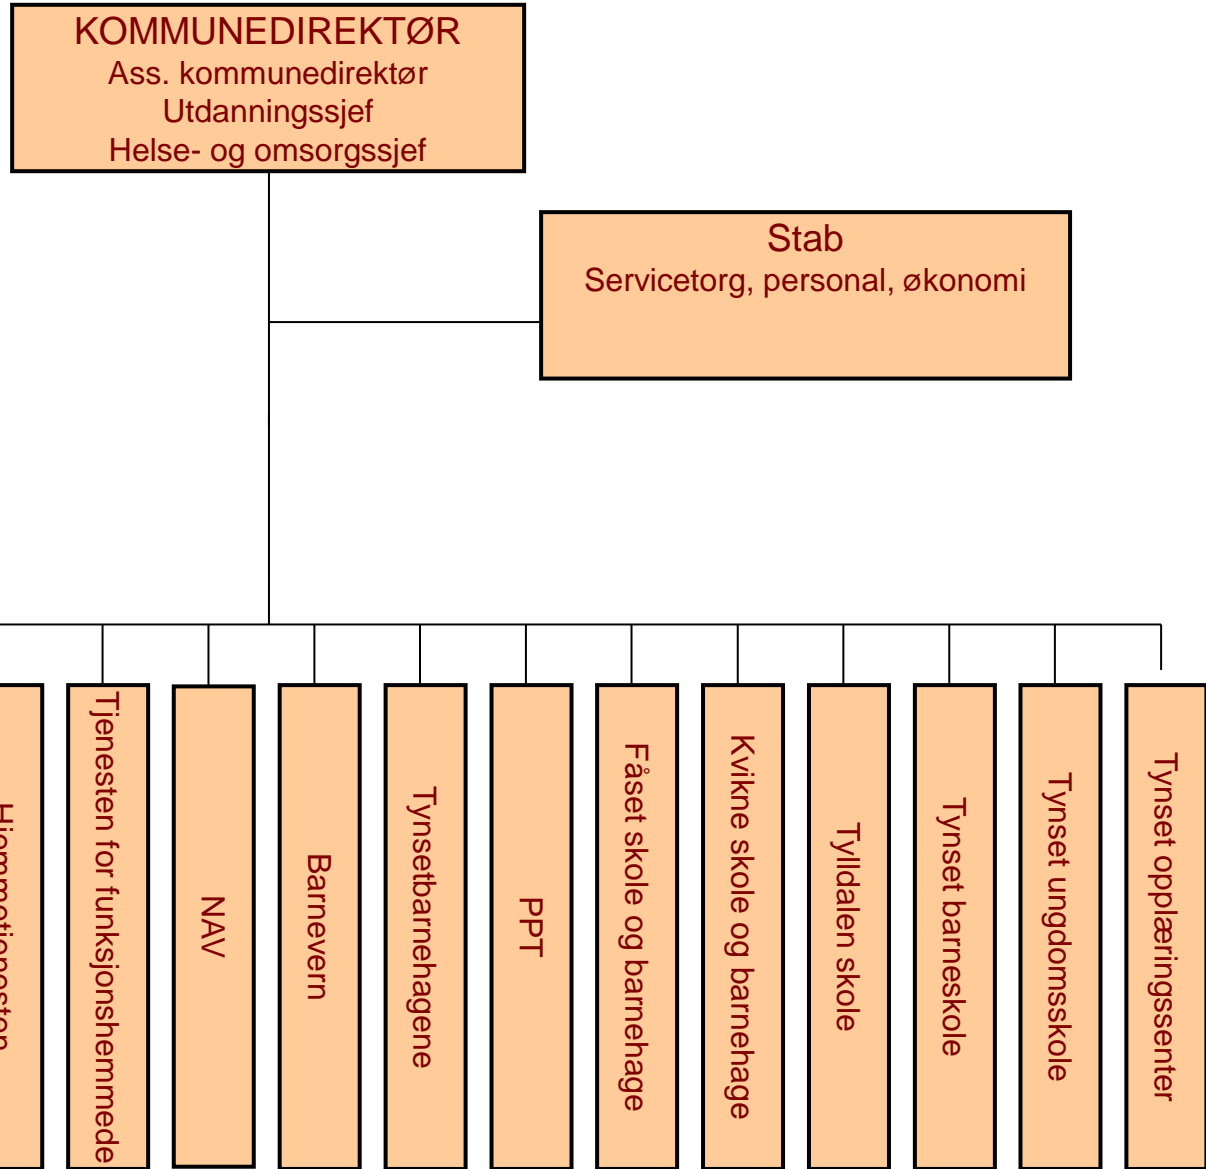 KOMMUNEDIREKTØR
Ass. kommunedirektør
Utdanningssjef
Helse- og omsorgssjef
Stab
Servicetorg, personal, økonomi
Hjemmetjenesten
Tjenesten for funksjonshemmede
NAV
Barnevern
Tynsetbarnehagene
PPT
Fåset skole og barnehage
Kvikne skole og barnehage
Tylldalen skole
Tynset barneskole
Tynset ungdomsskole
Tynset opplæringssenter